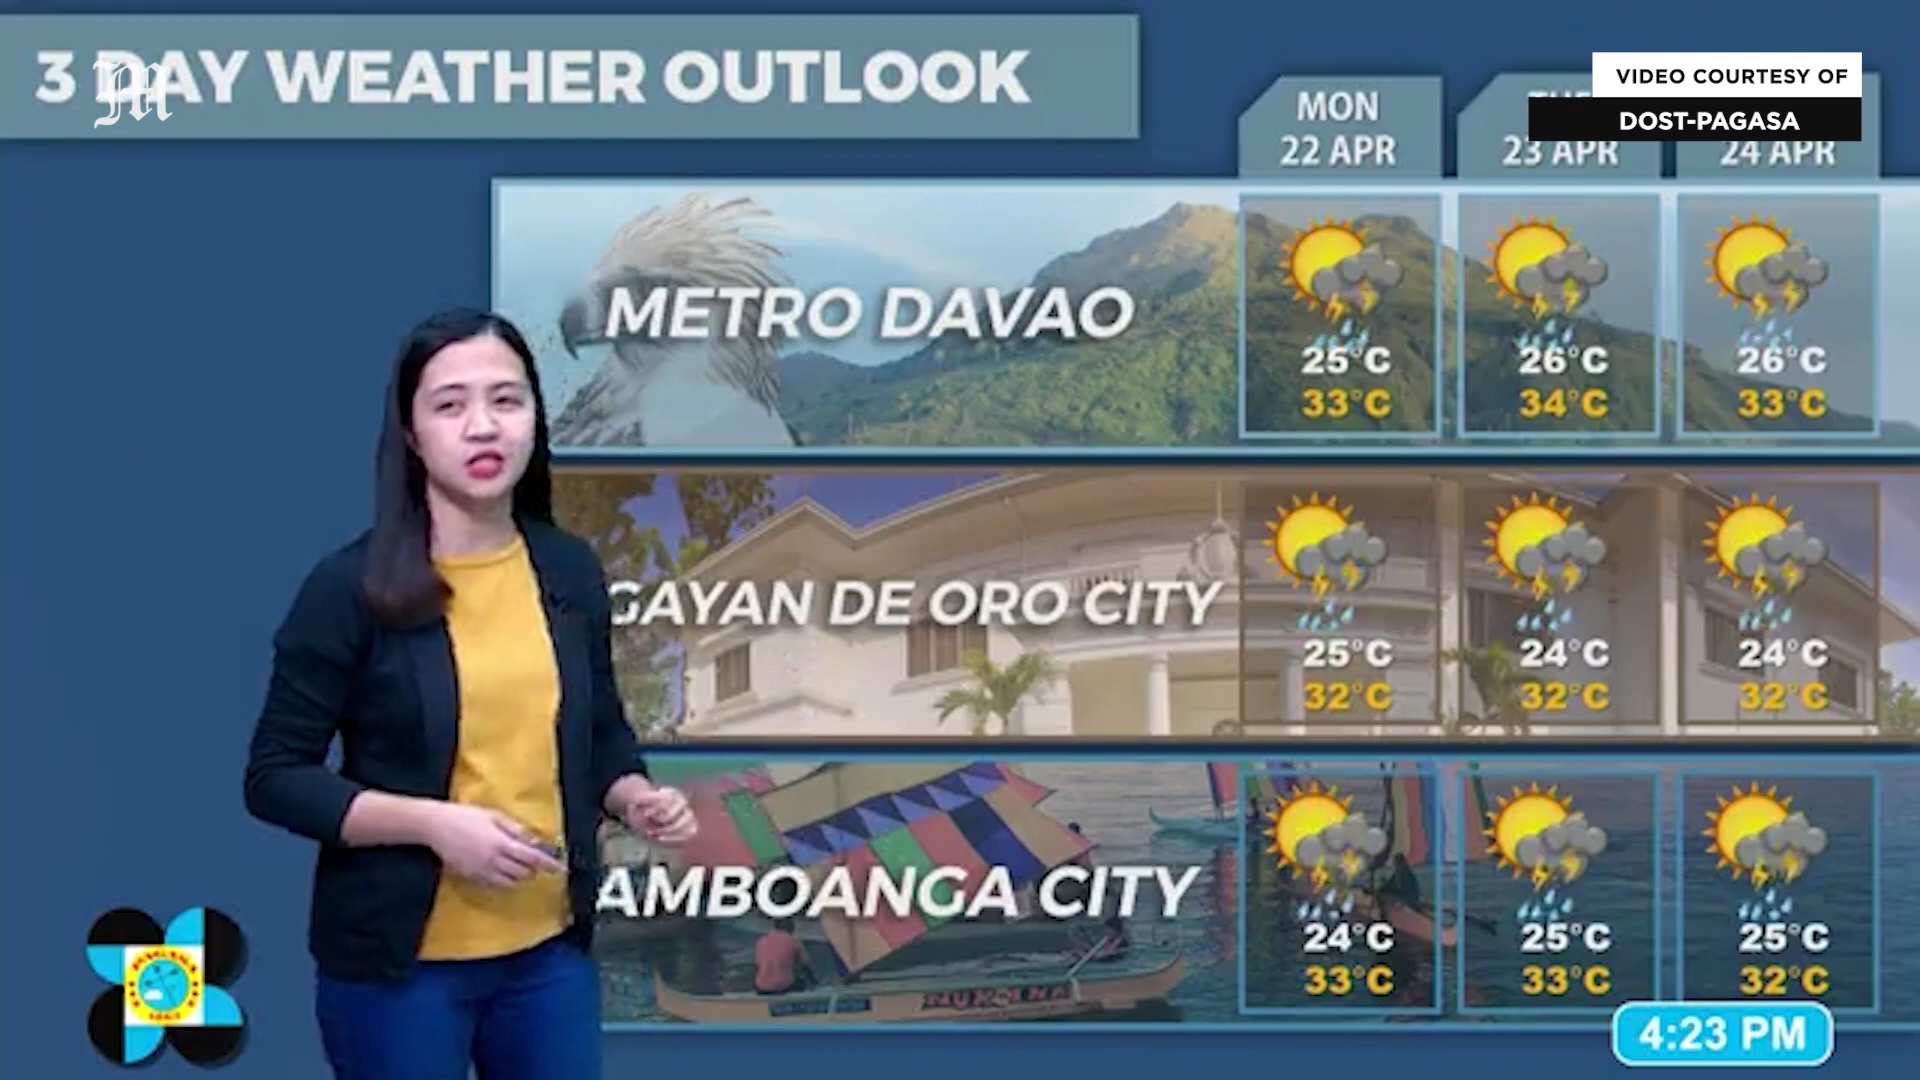 3 DAY WEATHER OUTLOOK
M
VIDEO COURTESY OF
DOST-PAGASA
MON
22 APR
23 APR
24 APR
METRO DAVAO
25°C
33°C
26°C
34°C
26°C
33°C
GAYAN DE ORO CITY
25°C
32°C
24°C
32°C
24°C
32°C
AMBOANGA CITY
24°C
33°C
25°C
33°C
25°C
32°C
4:23 PM